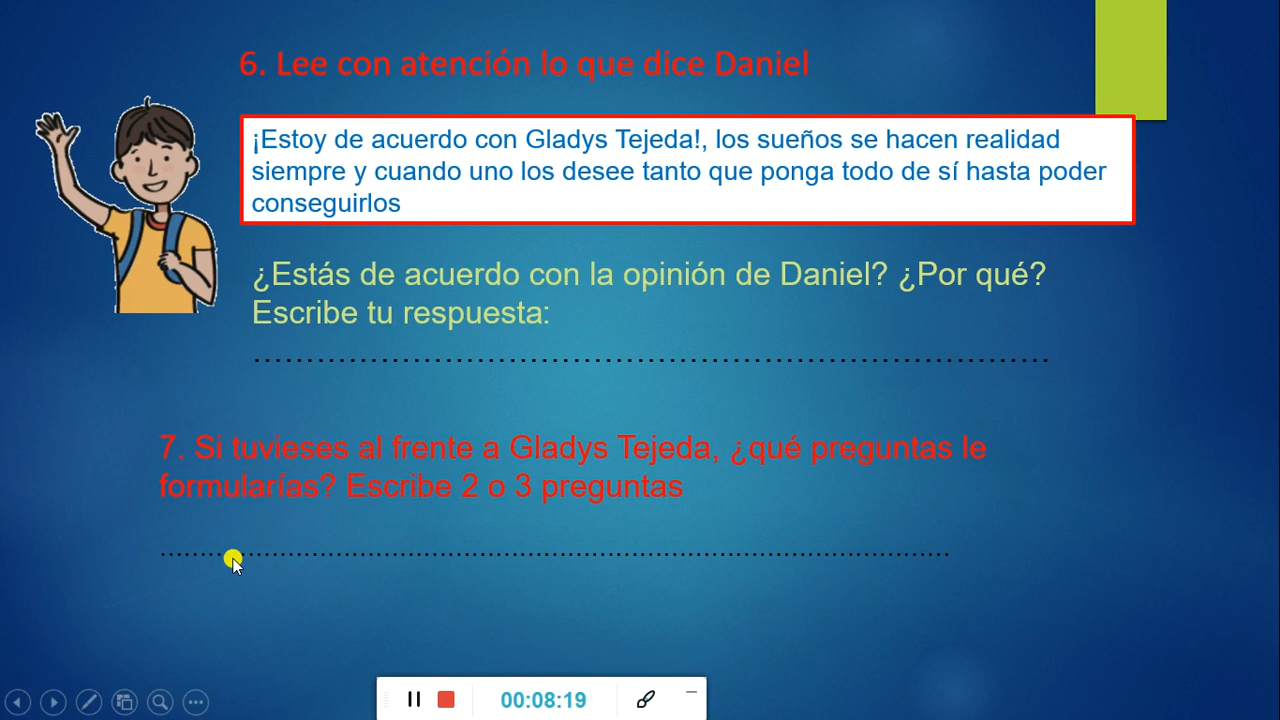 6. Lee con atención lo que dice Daniel
¡Estoy de acuerdo con Gladys Tejeda!, los sueños se hacen realidad
siempre y cuando uno los desee tanto que ponga todo de sí hasta poder
conseguirlos
¿Estás de acuerdo con la opinión de Daniel? ¿Por qué?
Escribe tu respuesta:
7. Si tuvieses al frente a Gladys Tejeda, ¿qué preguntas le
formularías? Escribe 2 o 3 preguntas
00:08:19